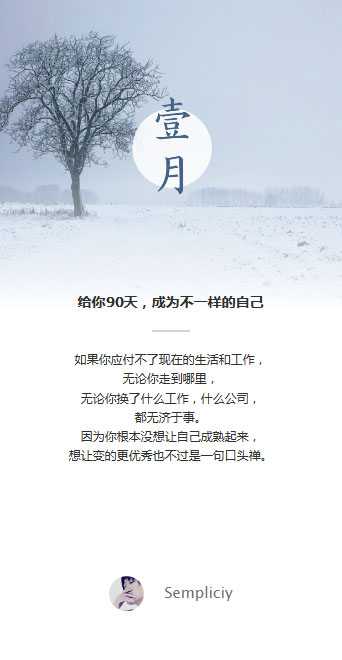 壹
月
给你90天，成为不一样的自己
如果你应付不了现在的生活和工作，
无论你走到哪里，
无论你换了什么工作，什么公司，
都无济于事。
因为你根本没想让自己成熟起来，
想让变的更优秀也不过是一句口头禅。
Sempliciy